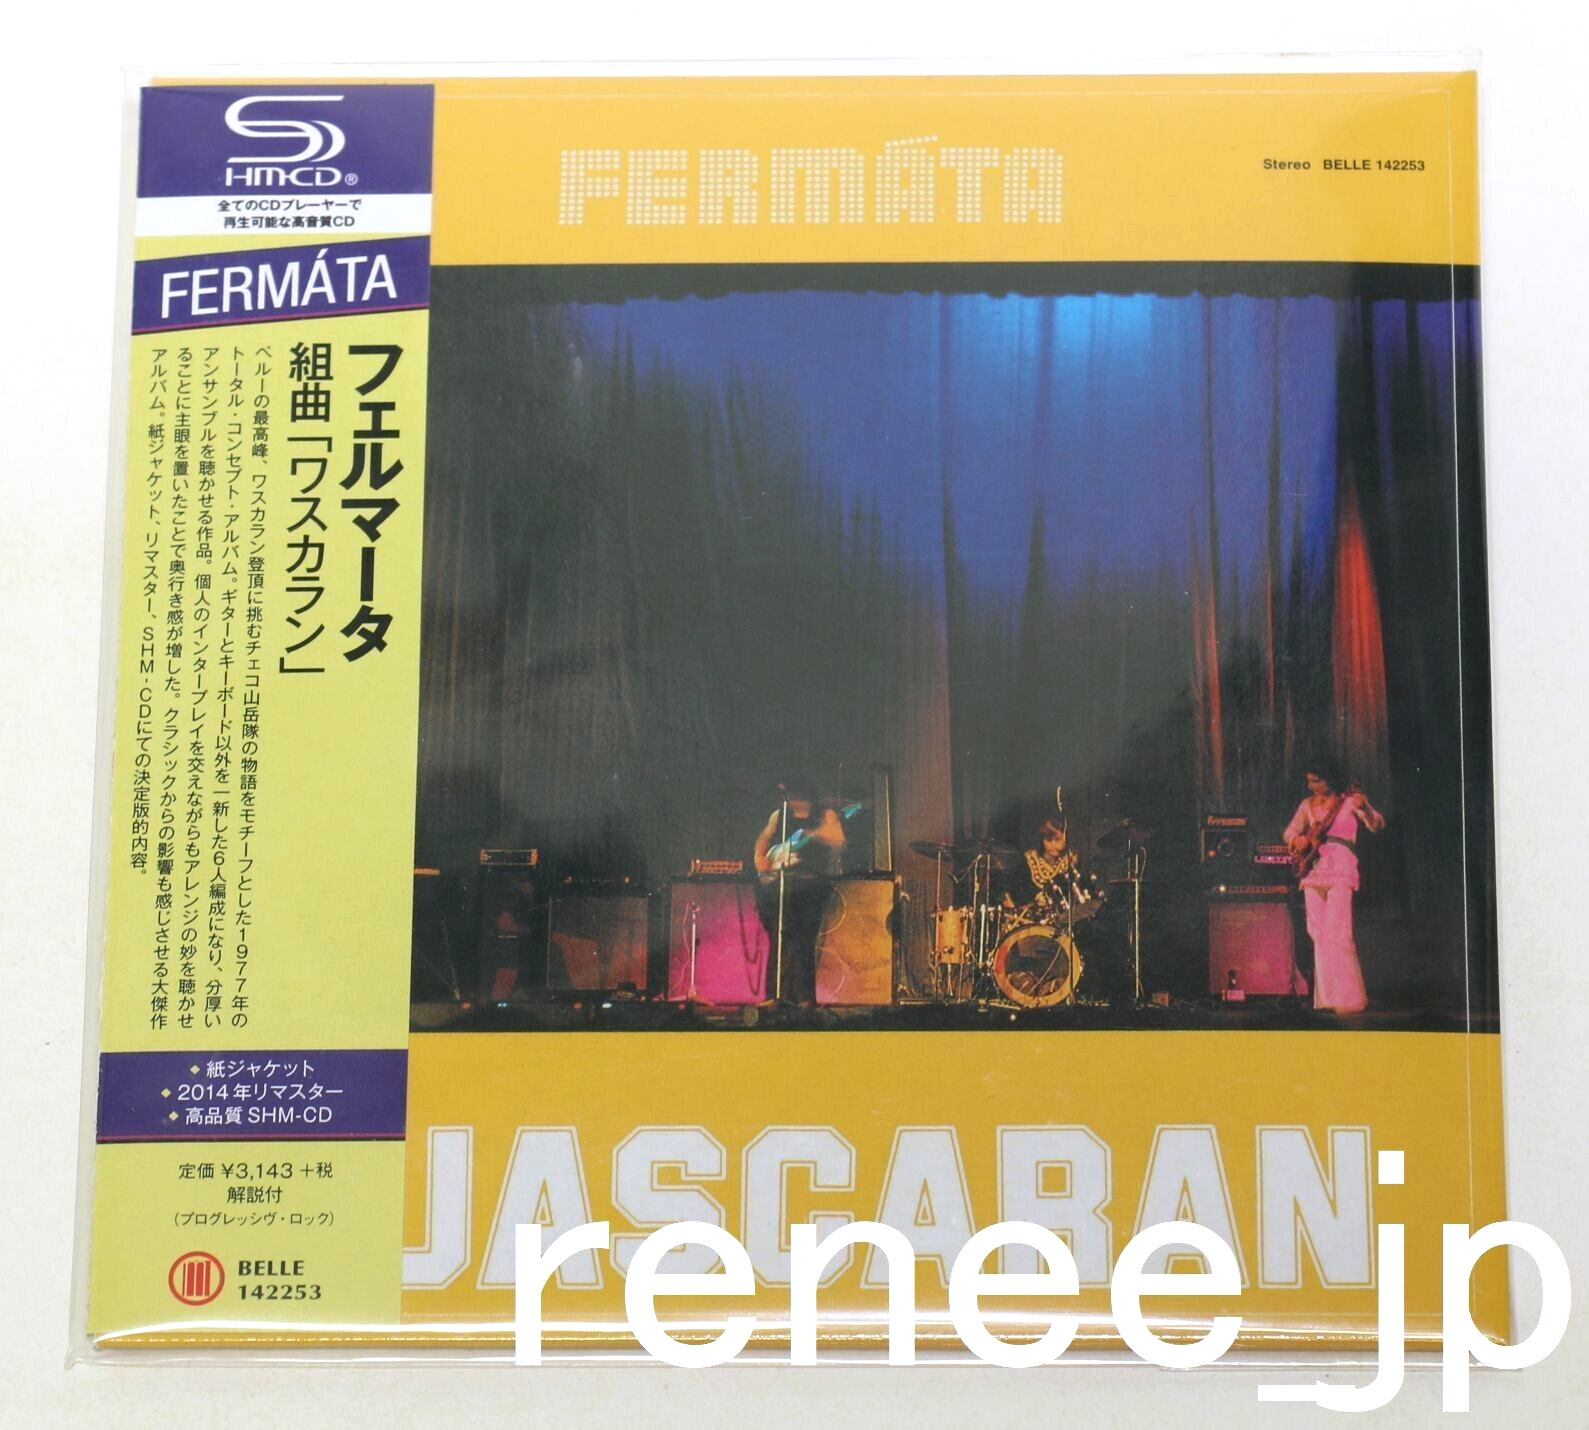 SHM-CD®
全てのCDプレーヤーで
再生可能な高音質CD
FERMÁTA
フェルマータ
組曲「ワスカラン」
ペルーの最高峰、ワスカラン登頂に挑むチェコ山岳隊の物語をモチーフとした1977年の
トータル・コンセプト・アルバム。ギターとキーボード以外を一新した6人編成になり、分厚い
アンサンブルを聴かせる作品。個人のインタープレイを交えながらもアレンジの妙を聴かせ
ることに主眼を置いたことで奥行き感が増した。クラシックからの影響も感じさせる大傑作
アルバム。紙ジャケット、リマスター、SHM-CDにての決定版的内容。
◆紙ジャケット
◆2014年リマスター
◆高品質SHM-CD
定価 ¥3,143 +税
解説付
(プログレッシヴ・ロック)
BELLE
142253
FERMÁTA
Stereo BELLE 142253
UASCARAN
renee_jp